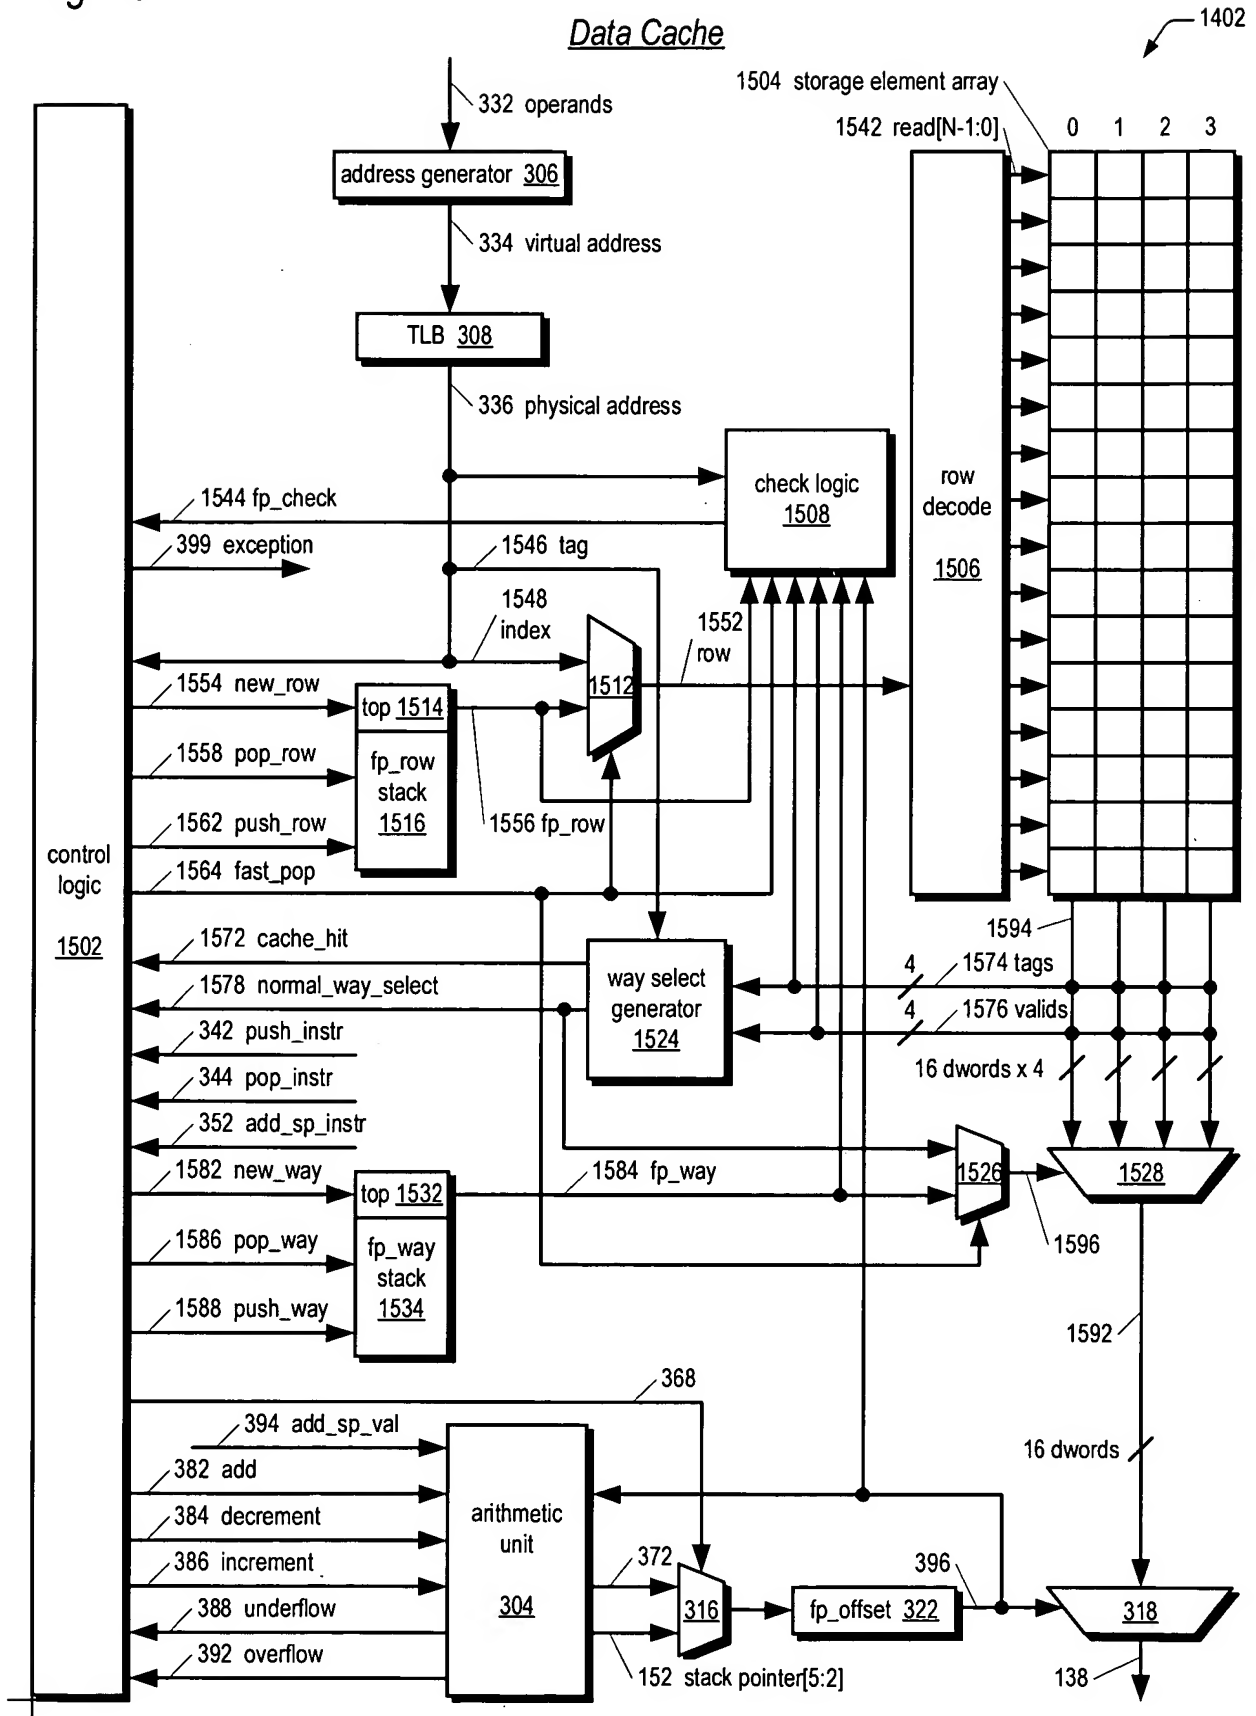 Data Cache
1402
1504 storage element array
332 operands
1542 read[N-1:0]
0 1 2 3
address generator 306
334 virtual address
TLB 308
336 physical address
check logic
1508
row
decode
1506
1544 fp_check
399 exception
1546 tag
1548
index
1552
row
1512
1554 new_row
top 1514
1558 pop_row
fp_row
stack
1516
1556 fp_row
1562 push_row
1564 fast_pop
control
logic
1502
1594
1572 cache_hit
way select
generator
1524
4 1574 tags
1578 normal_way_select
4 1576 valids
342 push_instr
16 dwords x 4
344 pop_instr
352 add_sp_instr
1582 new_way
top 1532
1584 fp_way
1526
1528
1586 pop_way
fp_way
stack
1534
1596
1588 push_way
1592
368
394 add_sp_val
16 dwords
382 add
arithmetic
unit
304
384 decrement
386 increment
372
396
316
fp_offset 322
318
388 underflow
392 overflow
152 stack pointer[5:2]
138